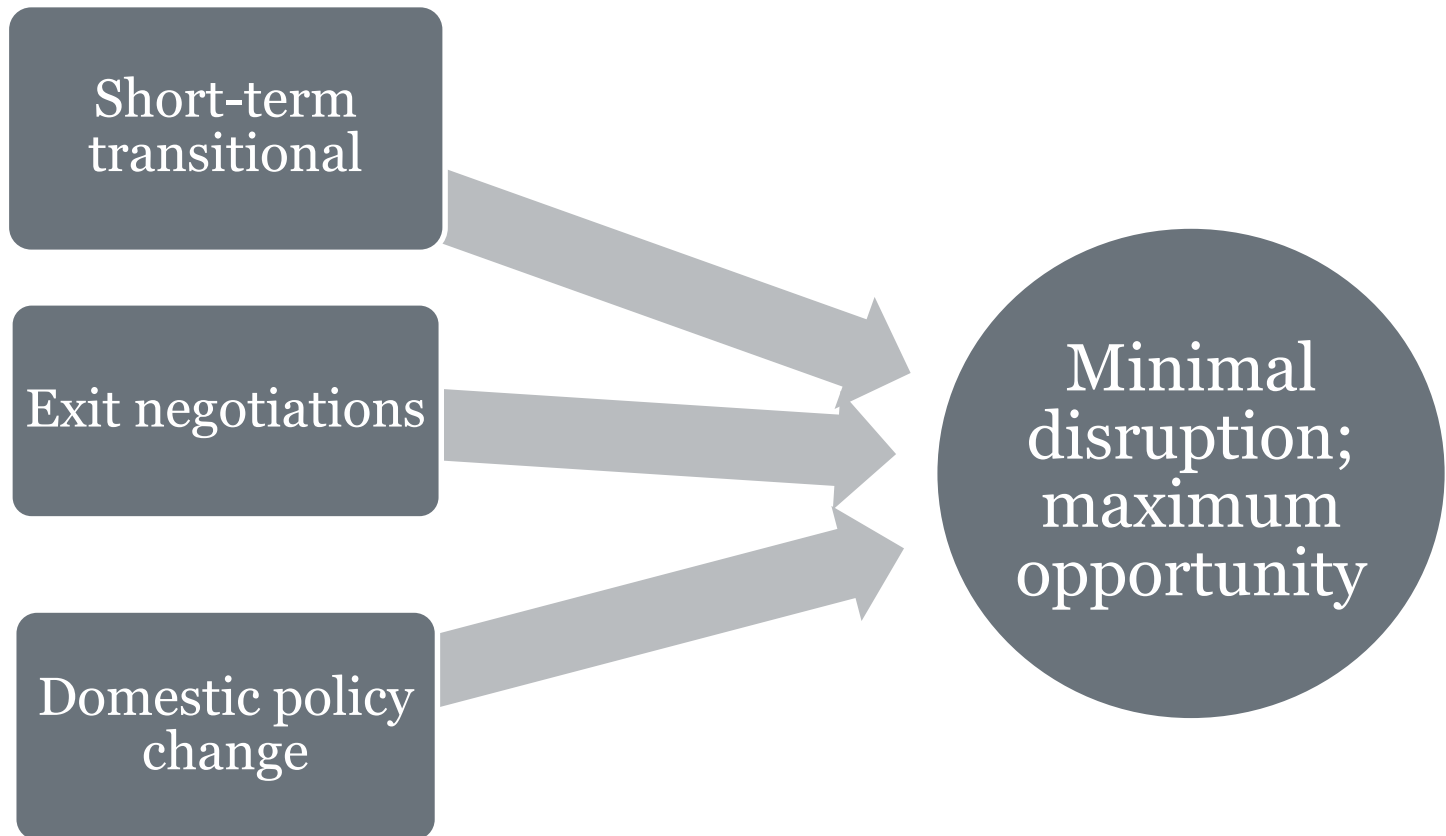 Short-term
transitional
Exit negotiations
Domestic policy
change
Minimal
disruption;
maximum
opportunity